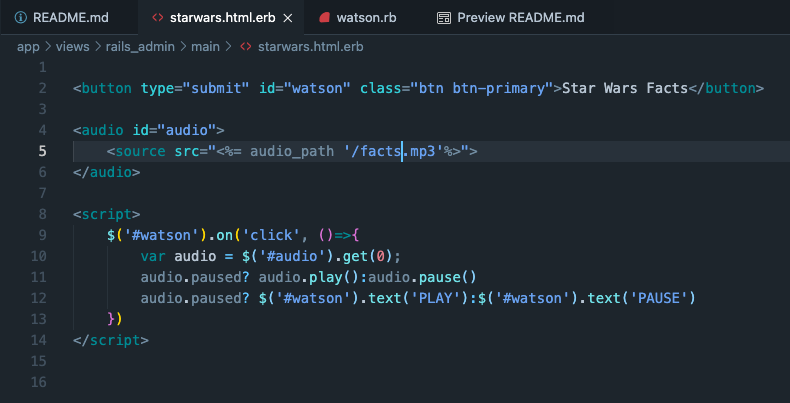 README.md starwars.html.erb × watson.rb Preview README.md
app > views > rails_admin > main > <> starwars.html.erb
1
2 <button type="submit" id="watson" class="btn btn-primary">Star Wars Facts</button>
3
4 <audio id="audio">
5 <source src="<%= audio_path '/facts.mp3'%>">
6 </audio>
7
8 <script>
9 $('#watson').on('click', ()=>{
10 var audio = $('#audio').get(0);
11 audio.paused? audio.play():audio.pause()
12 audio.paused? $('#watson').text('PLAY'):$('#watson').text('PAUSE')
13 })
14 </script>
15
16